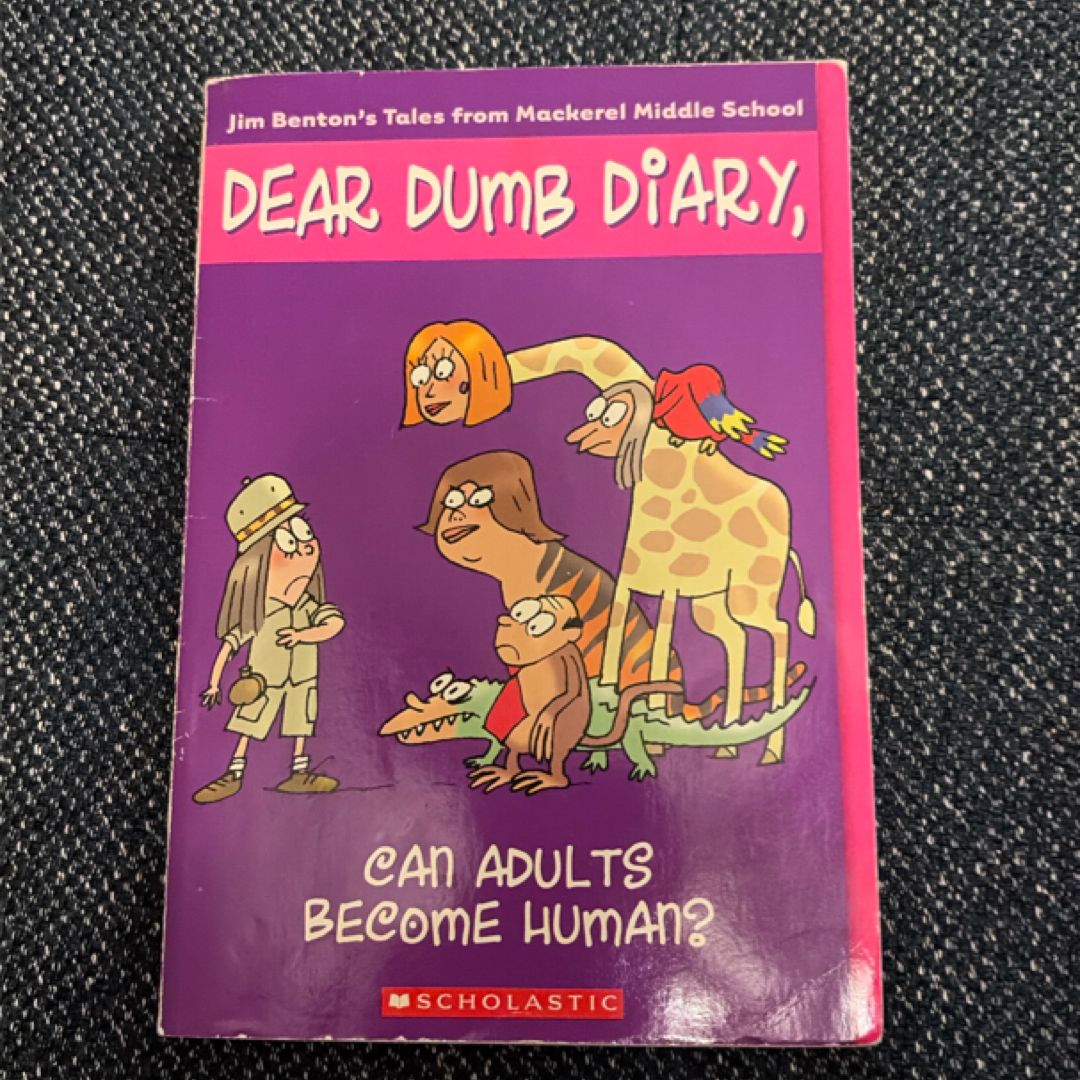 Jim Benton's Tales from Mackerel Middle School
DEAR DUMB DiARY,
CAN ADULTS
BECOME HUMAN?
SCHOLASTIC